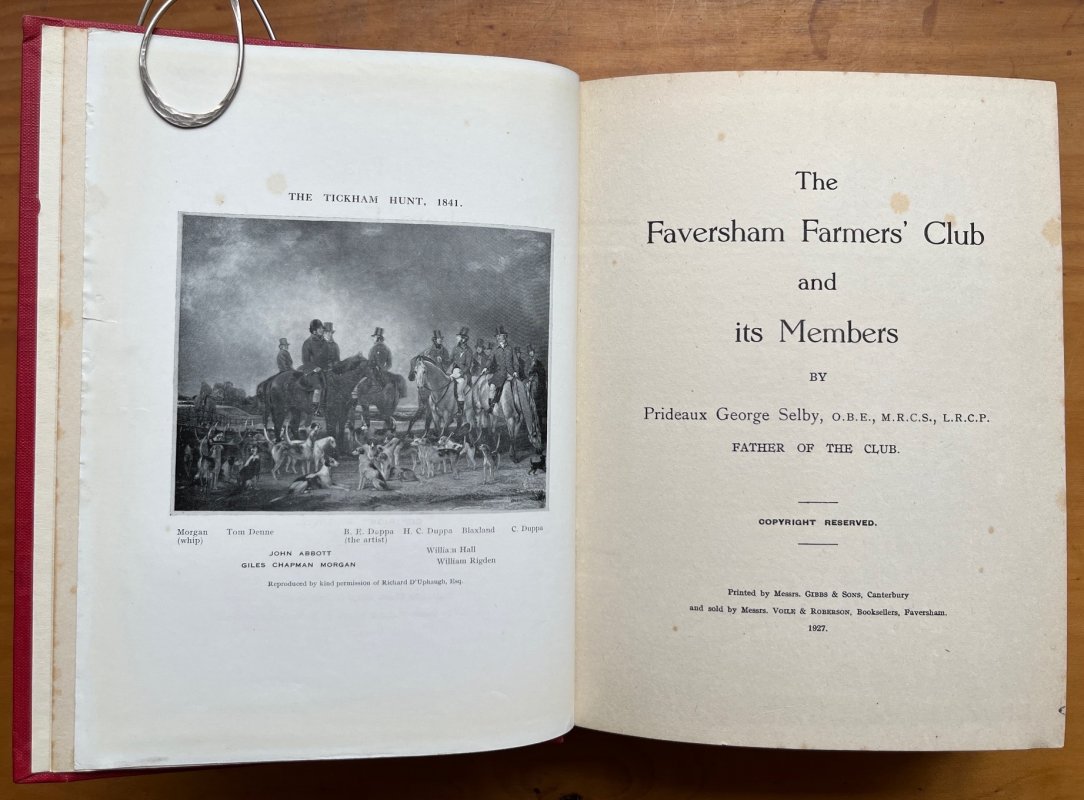 THE TICKHAM HUNT, 1841.
Morgan Tom Denne B. E. Duppa H. C. Duppa Blaxland C. Duppa
(whip) (the artist)
JOHN ABBOTT William Hall
GILES CHAPMAN MORGAN William Rigden
Reproduced by kind permission of Richard D'Uphaugh, Esq.
The
Faversham Farmers' Club
and
its Members
BY
Prideaux George Selby, O.B.E., M.R.C.S., L.R.C.P.
FATHER OF THE CLUB.
COPYRIGHT RESERVED.
Printed by Messrs. GIBBS & SONS, Canterbury
and sold by Messrs. VOILE & ROBERSON, Booksellers, Faversham.
1927.